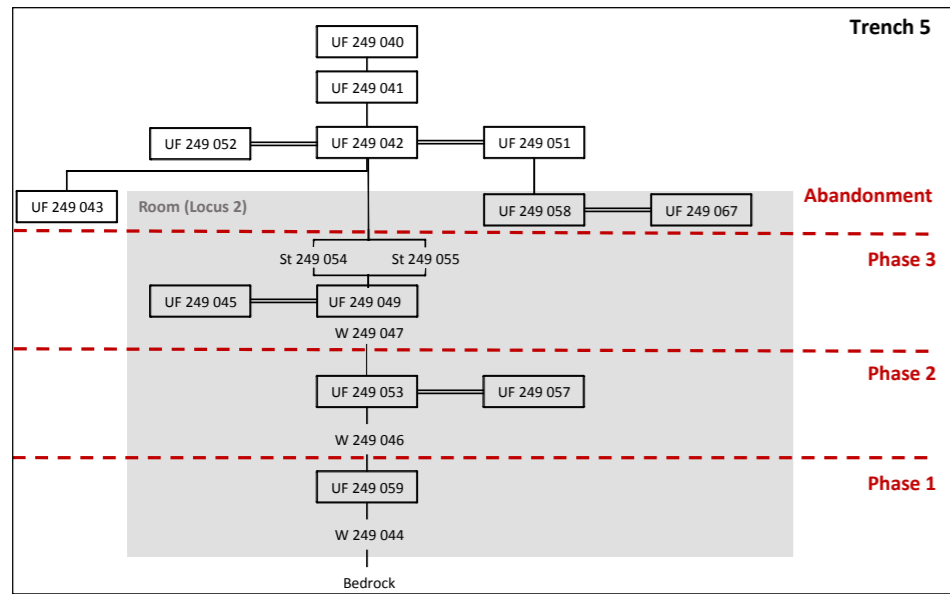 Trench 5
UF 249 040
UF 249 041
UF 249 052
UF 249 042
UF 249 051
UF 249 043
Room (Locus 2)
UF 249 058
UF 249 067
Abandonment
St 249 054
St 249 055
Phase 3
UF 249 045
UF 249 049
W 249 047
Phase 2
UF 249 053
UF 249 057
W 249 046
Phase 1
UF 249 059
W 249 044
Bedrock